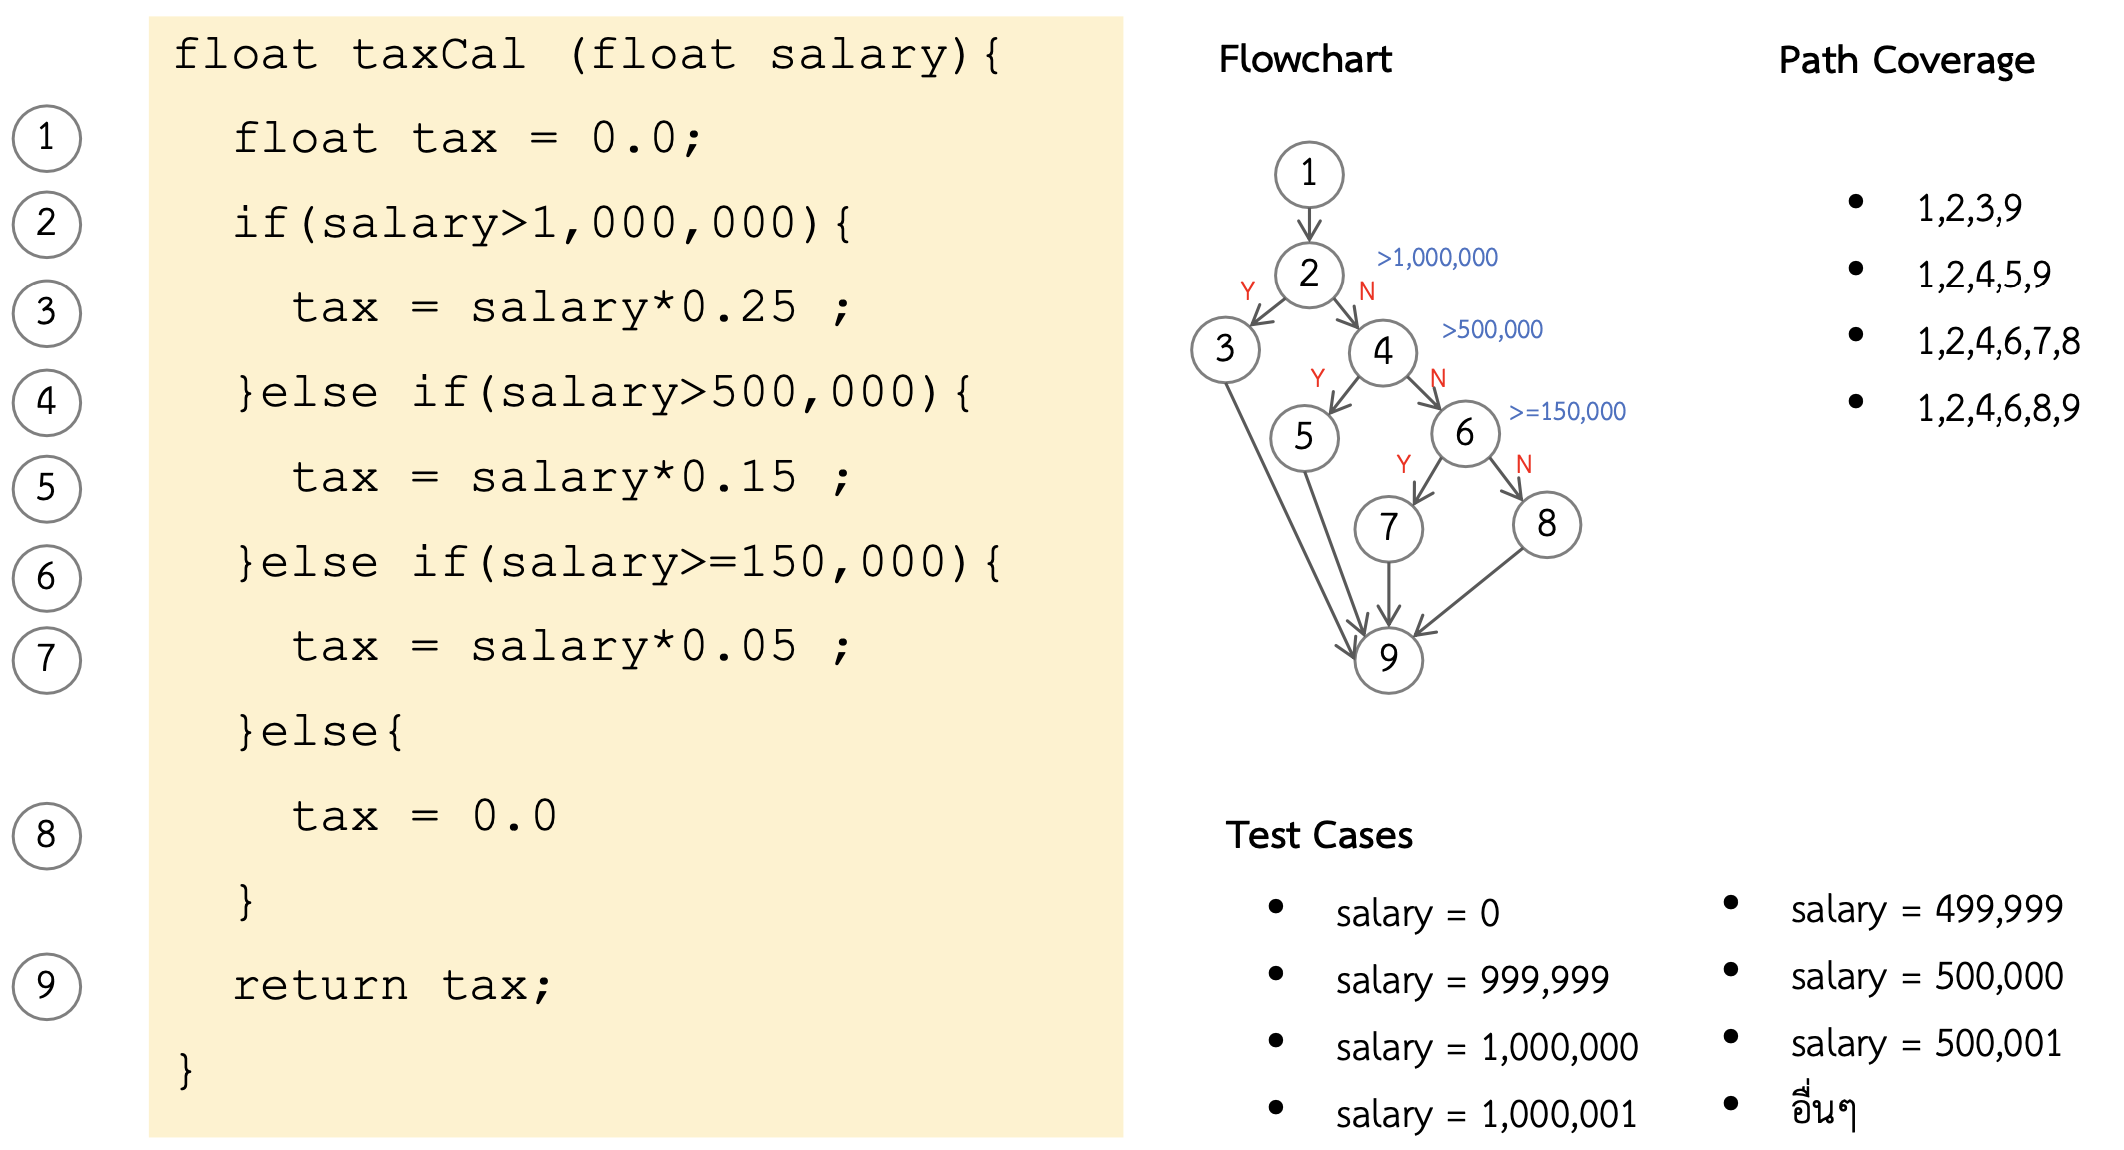 float taxCal (float salary){
1 float tax = 0.0;
2 if(salary>1,000,000){
3 tax = salary*0.25 ;
4 }else if(salary>500,000){
5 tax = salary*0.15 ;
6 }else if(salary>=150,000){
7 tax = salary*0.05 ;
}else{
8 tax = 0.0
}
9 return tax;
}
Flowchart
1
2 >1,000,000
Y N
3 4 >500,000
Y N
5 6 >=150,000
Y N
7 8
9
Path Coverage
• 1,2,3,9
• 1,2,4,5,9
• 1,2,4,6,7,8
• 1,2,4,6,8,9
Test Cases
• salary = 0
• salary = 999,999
• salary = 1,000,000
• salary = 1,000,001
• salary = 499,999
• salary = 500,000
• salary = 500,001
• อื่นๆ